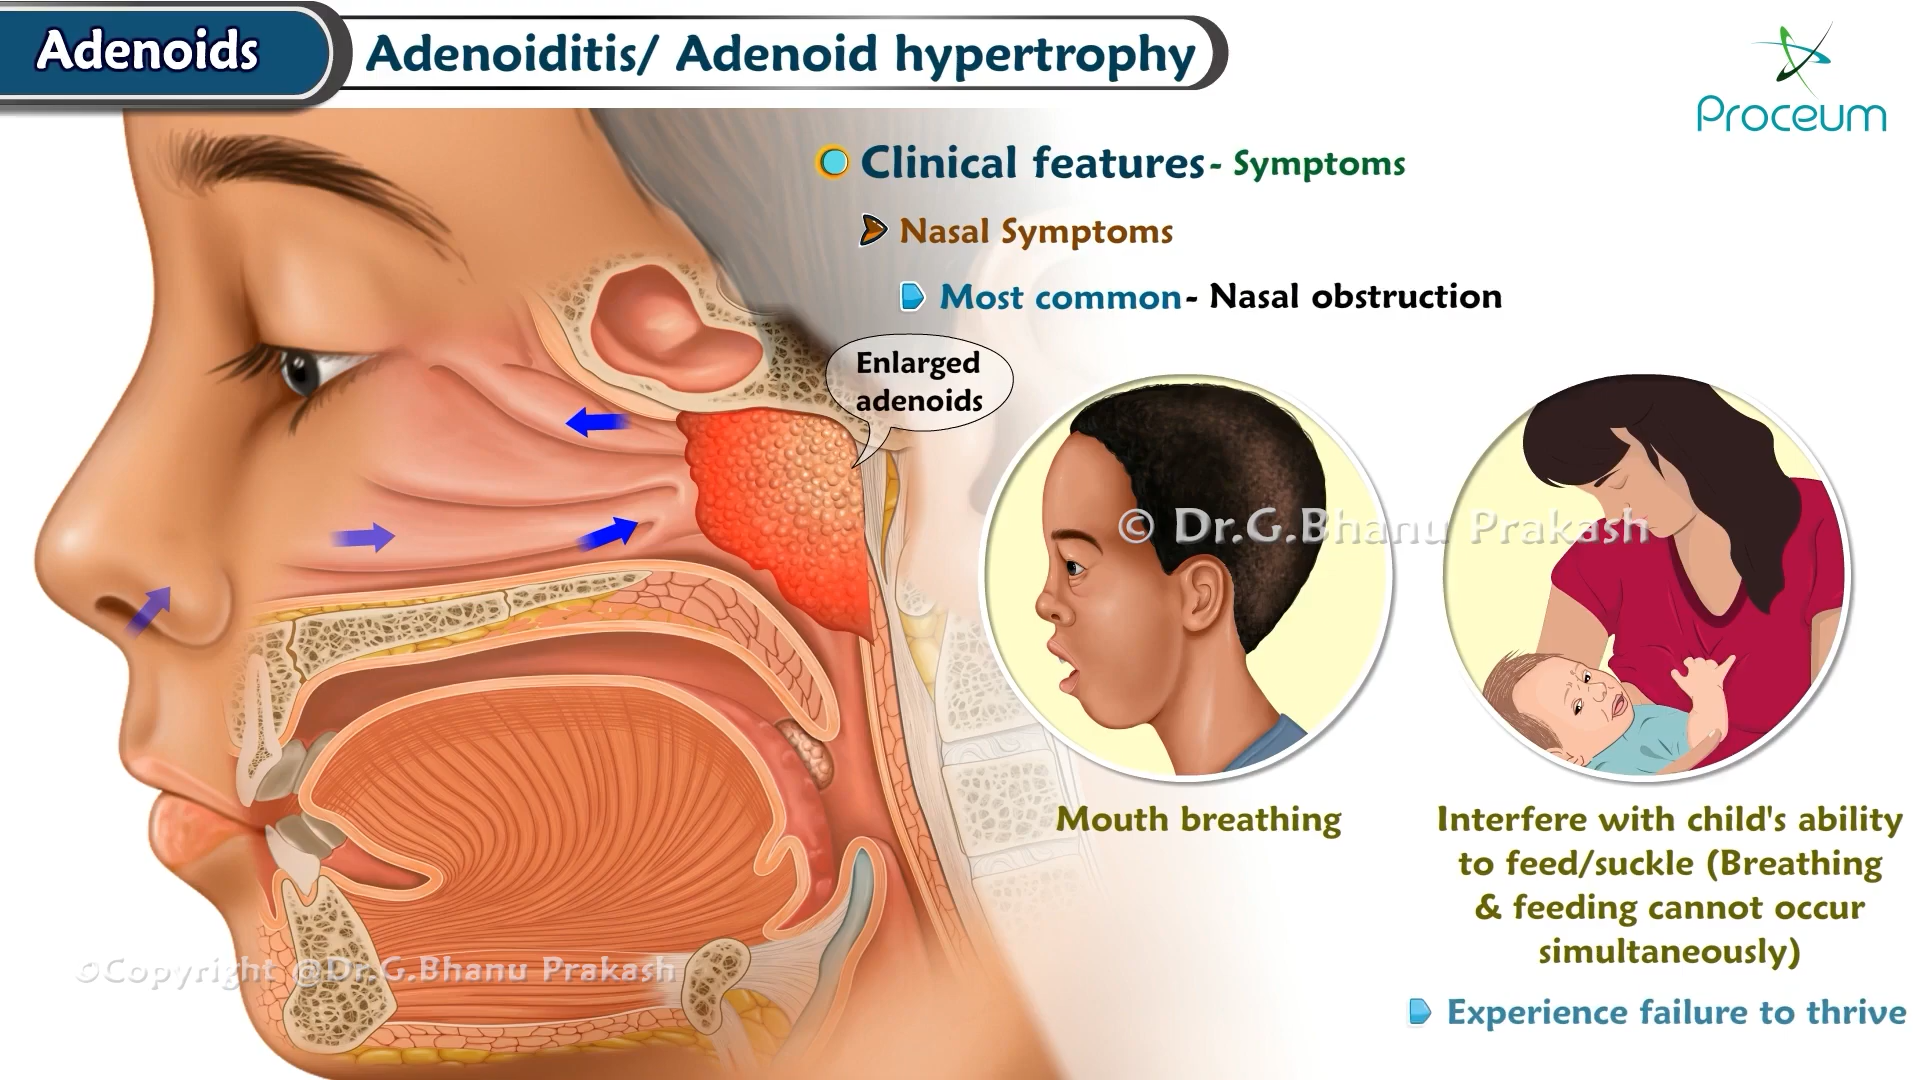 Adenoids
Adenoiditis/ Adenoid hypertrophy
Proceum
Clinical features- Symptoms
Nasal Symptoms
Most common- Nasal obstruction
Enlarged
adenoids
© Dr.G.Bhanu Prakash
Mouth breathing
Interfere with child's ability
to feed/suckle (Breathing
& feeding cannot occur
simultaneously)
©Copyright @Dr.G.Bhanu Prakash
Experience failure to thrive